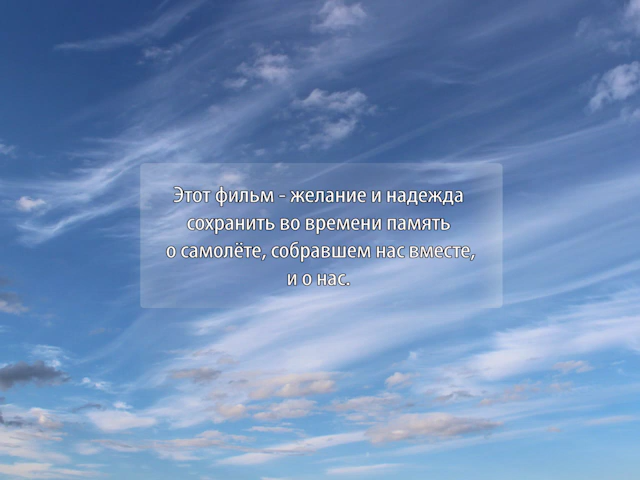 Этот фильм - желание и надежда
сохранить во времени память
о самолёте, собравшем нас вместе,
и о нас.